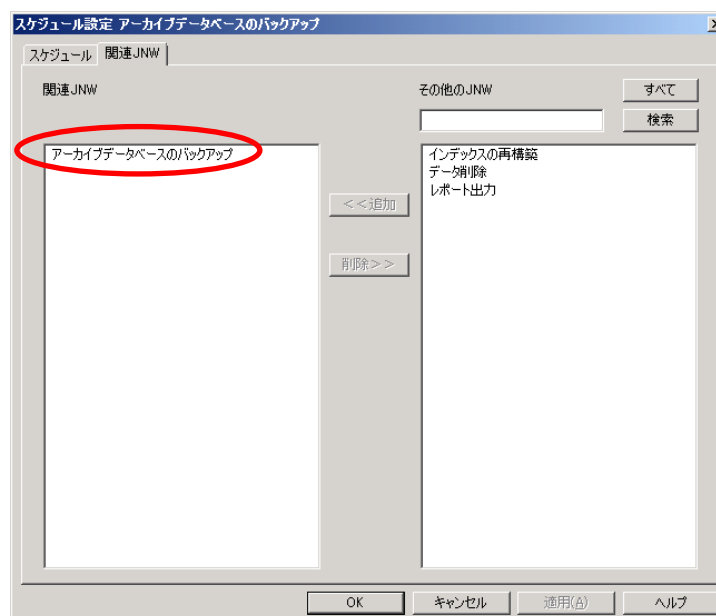 スケジュール設定 アーカイブデータベースのバックアップ
スケジュール 関連JNW
関連JNW
その他のJNW
すべて
検索
アーカイブデータベースのバックアップ
インデックスの再構築
データ削除
レポート出力
<<追加
削除>>
OK キャンセル 適用(A) ヘルプ